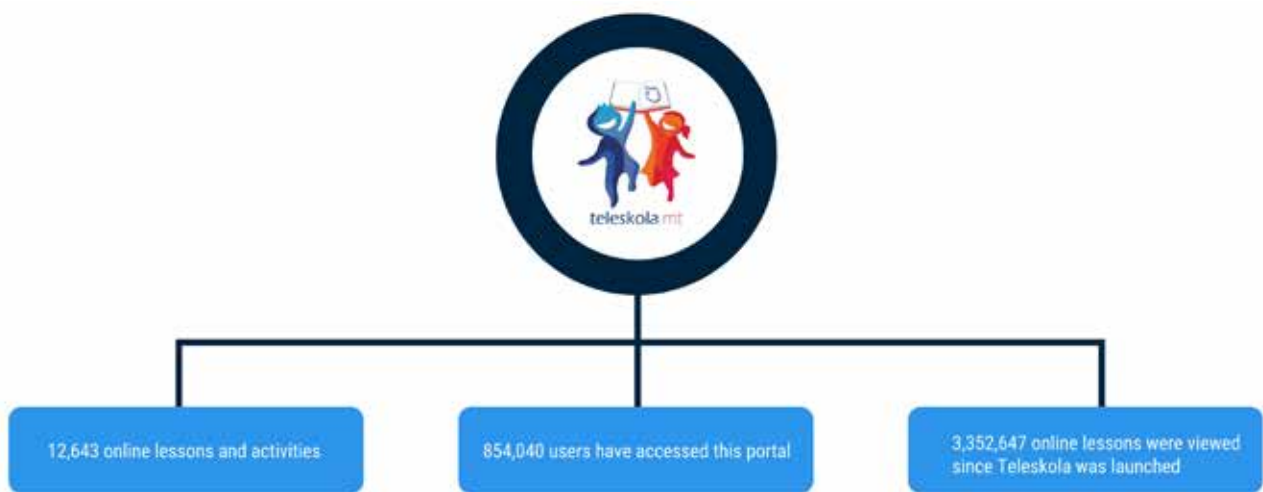 teleskola mt
12,643 online lessons and activities
854,040 users have accessed this portal
3,352,647 online lessons were viewed
since Teleskola was launched